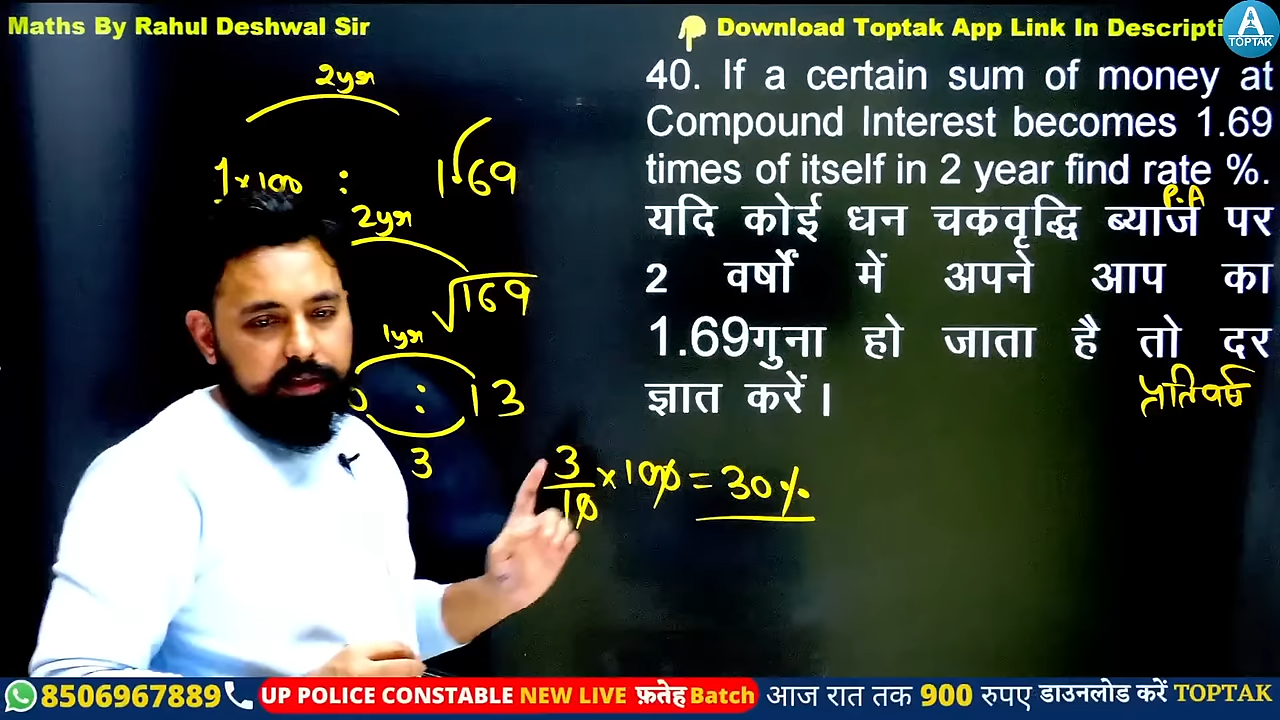 Maths By Rahul Deshwal Sir
Download Toptak App Link In Descripti
TOPTAK
40. If a certain sum of money at
Compound Interest becomes 1.69
times of itself in 2 year find rate %.
P.A
यदि कोई धन चक्रवृद्धि ब्याज पर
2 वर्षों में अपने आप का
1.69गुना हो जाता है तो दर
ज्ञात करें।
प्रतिवर्ष
2yr
1×100 : 1.69
2yr
√169
1yr
: 13
3
3/10 × 100 = 30%
8506967889
UP POLICE CONSTABLE NEW LIVE फ़तेह Batch
आज रात तक 900 रुपए डाउनलोड करें TOPTAK